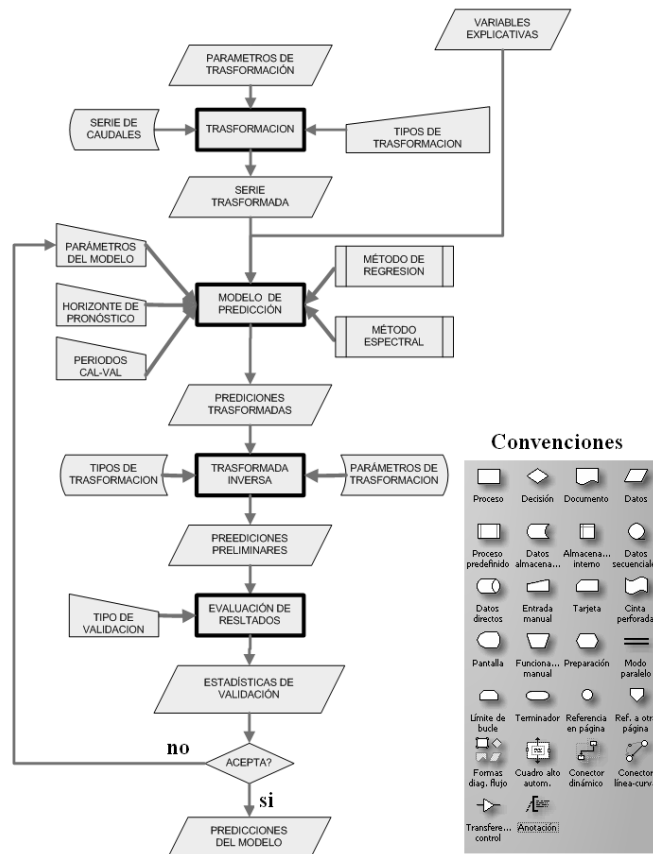 VARIABLES
EXPLICATIVAS
PARAMETROS DE
TRASFORMACIÓN
SERIE DE
CAUDALES
TRASFORMACION
TIPOS DE
TRASFORMACION
SERIE
TRASFORMADA
PARÁMETROS
DEL MODELO
MÉTODO DE
REGRESION
HORIZONTE DE
PRONÓSTICO
MODELO DE
PREDICCIÓN
MÉTODO
ESPECTRAL
PERIODOS
CAL-VAL
PREDICIONES
TRASFORMADAS
TIPOS DE
TRASFORMACION
TRASFORMADA
INVERSA
PARÁMETROS DE
TRASFORMACION
PREEDICIONES
PRELIMINARES
TIPO DE
VALIDACION
EVALUACIÓN DE
RESLTADOS
ESTADÍSTICAS DE
VALIDACIÓN
no
ACEPTA?
si
PREDICCIONES
DEL MODELO
Convenciones
Proceso Decisión Documento Datos
Proceso predefinido Datos almacena... Almacena... interno Datos secuenciale
Datos directos Entrada manual Tarjeta Cinta perforada
Pantalla Funciona... manual Preparación Modo paralelo
Límite de bucle Terminador Referencia en página Ref. a otra página
Formas diag. flujo Cuadro alto autom. Conector dinámico Conector línea-curv
Transfere... control Anotación